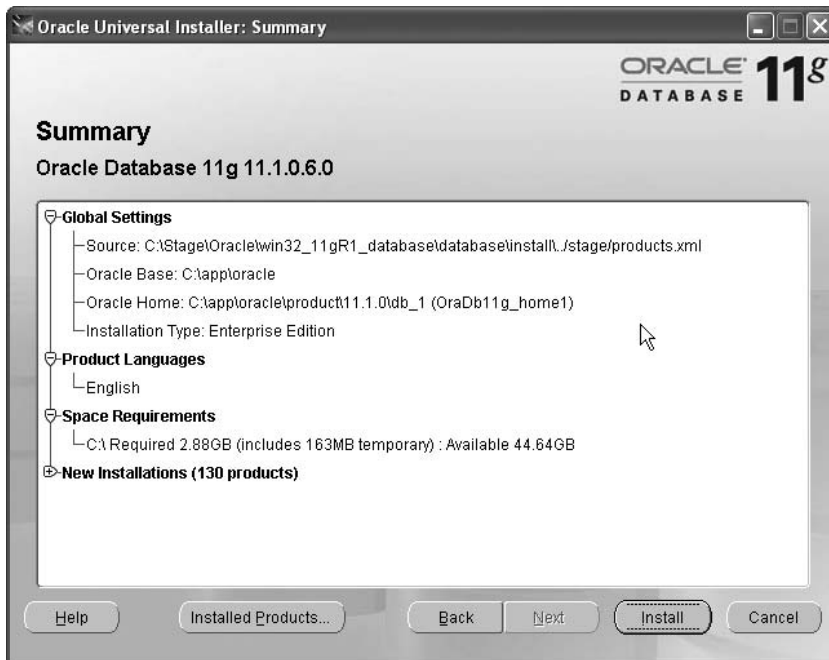 Oracle Universal Installer: Summary
ORACLE
DATABASE
11g
Summary
Oracle Database 11g 11.1.0.6.0
Global Settings
Source: C:\Stage\Oracle\win32_11gR1_database\database\install\../stage/products.xml
Oracle Base: C:\app\oracle
Oracle Home: C:\app\oracle\product\11.1.0\db_1 (OraDb11g_home1)
Installation Type: Enterprise Edition
Product Languages
English
Space Requirements
C:\ Required 2.88GB (includes 163MB temporary) : Available 44.64GB
New Installations (130 products)
Help
Installed Products...
Back
Next
Install
Cancel